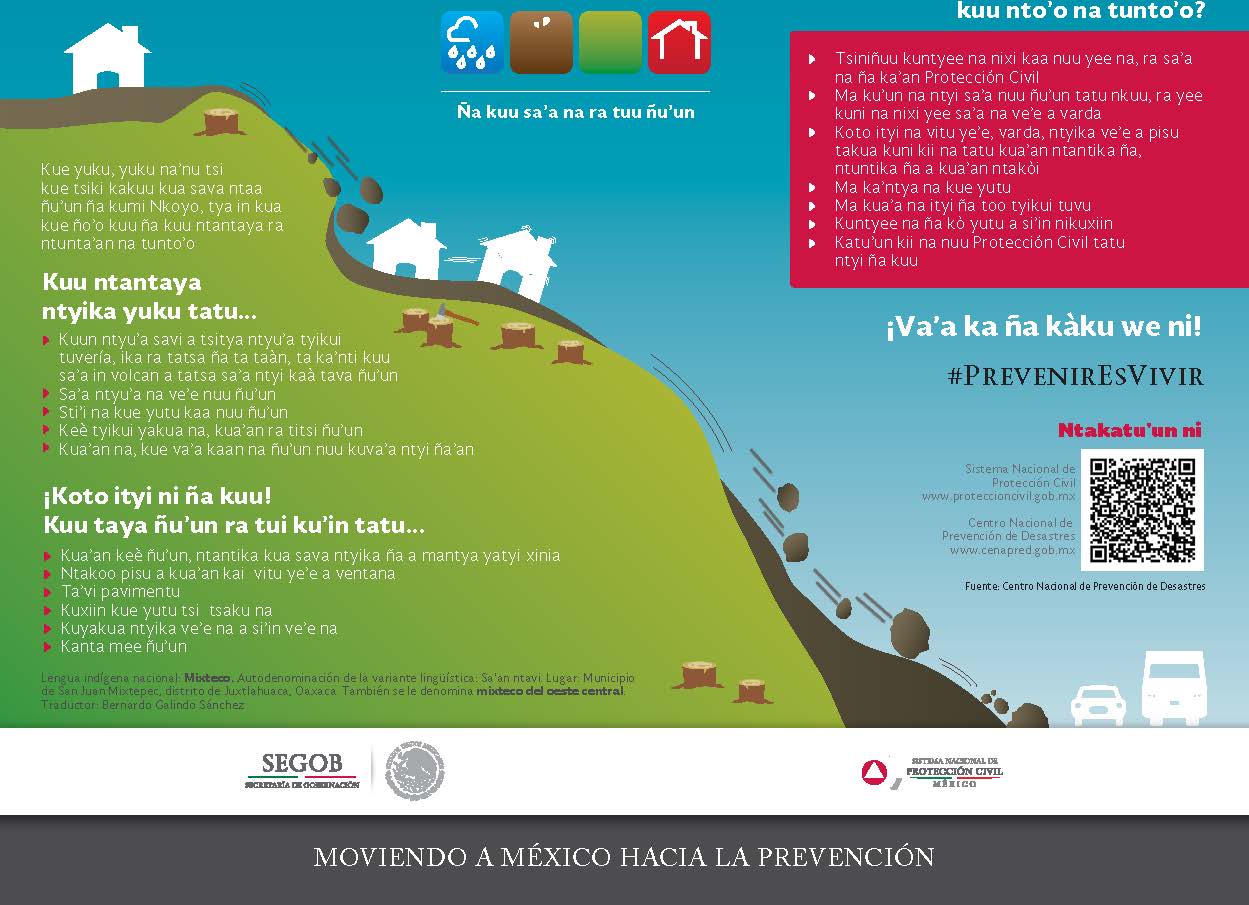 kuu nto’o na tunto’o?
Ña kuu sa’a na ra tuu ñu’un
Tsiniñuu kuntyee na nixi kaa nuu yee na, ra sa’a
na ña ka’an Protección Civil
Ma ku’un na ntyi sa’a nuu ñu’un tatu nkuu, ra yee
kuni na nixi yee sa’a na ve’e a varda
Koto ityi na vitu ye’e, varda, ntyika ve’e a pisu
takua kuni kii na tatu kua’an ntantika ña,
ntuntika ña a kua’an ntakòi
Ma ka’ntya na kue yutu
Ma kua’a na ityi ña too tyikui tuvu
Kuntyee na ña kò yutu a si’in nikuxiin
Katu’un kii na nuu Protección Civil tatu
ntyi ña kuu
Kue yuku, yuku na’nu tsi
kue tsiki kakuu kua sava ntaa
ñu’un ña kumi Nkoyo, tya in kua
kue ño’o kuu ña kuu ntantaya ra
ntunta’an na tunto’o
Kuu ntantaya
ntyika yuku tatu...
Kuun ntyu’a savi a tsitya ntyu’a tyikui
tuvería, ika ra tatsa ña ta taàn, ta ka’nti kuu
sa’a in volcan a tatsa sa’a ntyi kaà tava ñu’un
Sa’a ntyu’a na ve’e nuu ñu’un
Sti’i na kue yutu kaa nuu ñu’un
Keè tyikui yakua na, kua’an ra titsi ñu’un
Kua’an na, kue va’a kaan na ñu’un nuu kuva’a ntyi ña’an
¡Koto ityi ni ña kuu!
Kuu taya ñu’un ra tui ku’in tatu...
Kua’an keè ñu’un, ntantika kua sava ntyika ña a mantya yatyi xinia
Ntakoo pisu a kua’an kai vitu ye’e a ventana
Ta’vi pavimentu
Kuxiin kue yutu tsi tsaku na
Kuyakua ntyika ve’e na a si’in ve’e na
Kanta mee ñu’un
Lengua indígena nacional: Mixteco. Autodenominación de la variante lingüística: Sa’an ntavi. Lugar: Municipio
de San Juan Mixtepec, distrito de Juxtlahuaca, Oaxaca. También se le denomina mixteco del oeste central.
Traductor: Bernardo Galindo Sánchez
¡Va’a ka ña kàku we ni!
#PrevenirEsVivir
Ntakatu'un ni
Sistema Nacional de
Protección Civil
www.proteccioncivil.gob.mx
Centro Nacional de
Prevención de Desastres
www.cenapred.gob.mx
Fuente: Centro Nacional de Prevención de Desastres
SEGOB
SECRETARÍA DE GOBERNACIÓN
ESTADOS UNIDOS MEXICANOS
SISTEMA NACIONAL DE
PROTECCIÓN CIVIL
MÉXICO
MOVIENDO A MÉXICO HACIA LA PREVENCIÓN